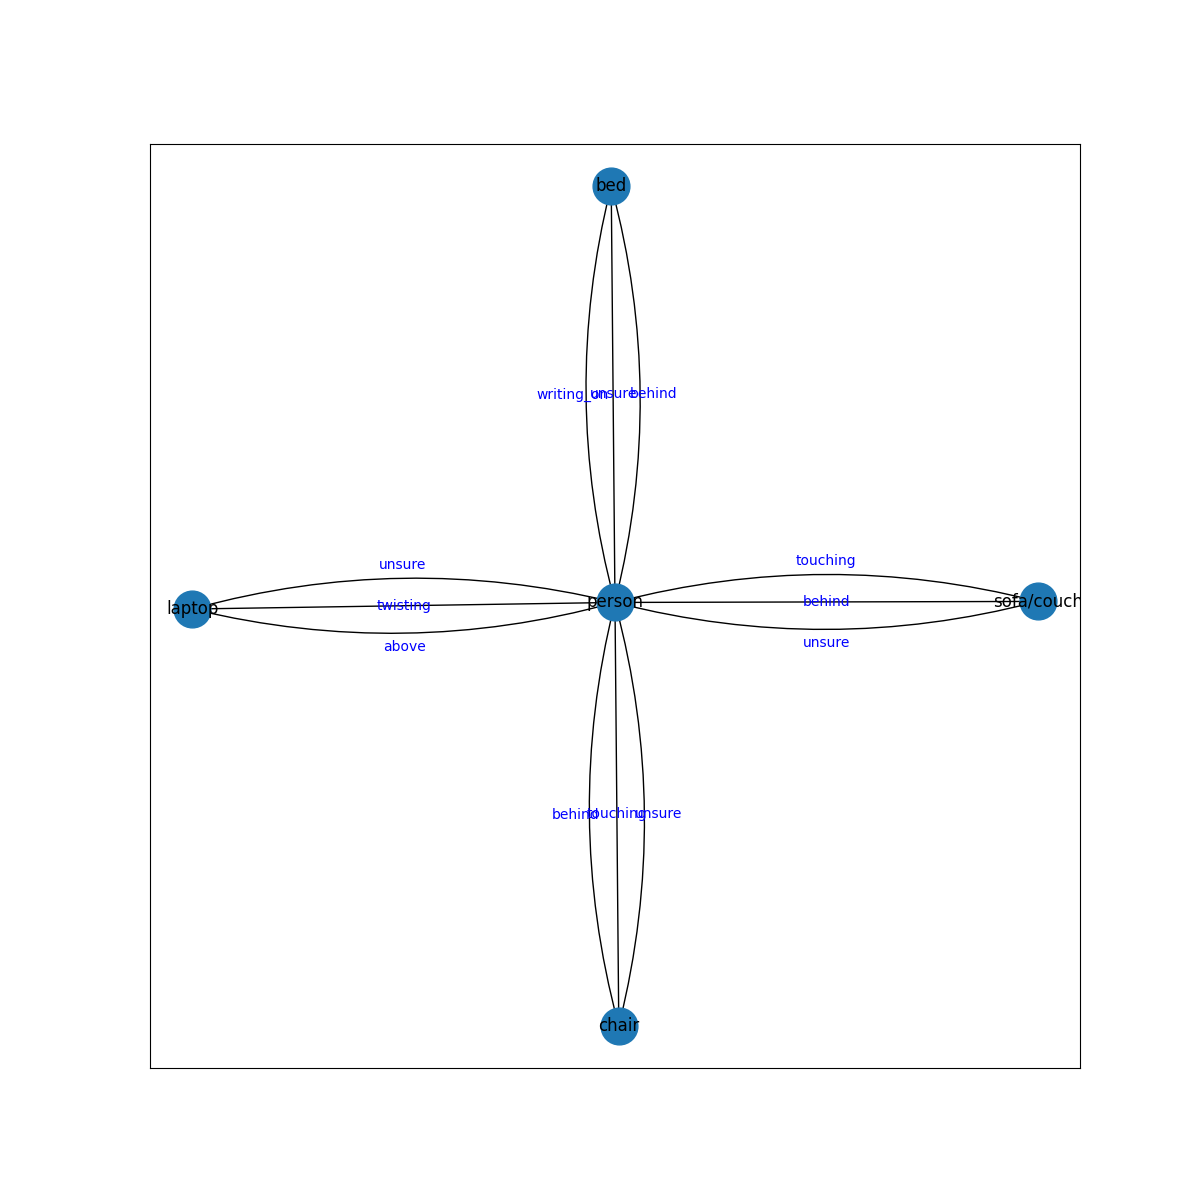 bed
writing_on unsure behind
unsure
touching
laptop
twisting
person
behind
sofa/couch
above
unsure
behind touching unsure
chair